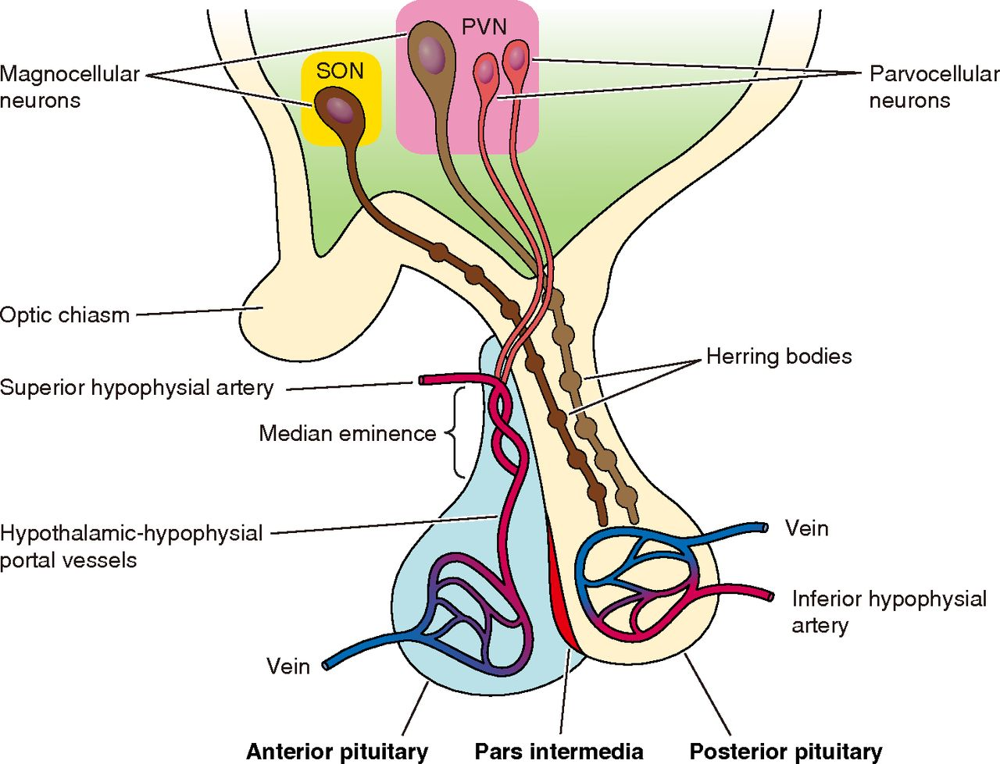 PVN
SON
Magnocellular
neurons
Parvocellular
neurons
Optic chiasm
Herring bodies
Superior hypophysial artery
Median eminence
Hypothalamic-hypophysial
portal vessels
Vein
Inferior hypophysial
artery
Vein
Anterior pituitary
Pars intermedia
Posterior pituitary